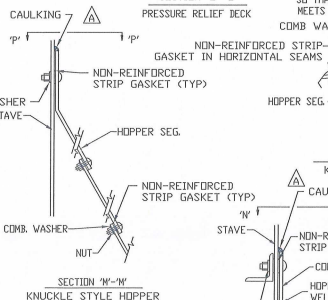 CAULKING
A
PRESSURE RELIEF DECK
MEETS
COMB WA
'P'
'P'
NON-REINFORCED STRIP
GASKET IN HORIZONTAL SEAMS
NON-REINFORCED
STRIP GASKET (TYP)
SHER
TAVE
HOPPER SEG.
HOPPER SEG.
NON-REINFORCED
STRIP GASKET (TYP)
COMB. WASHER
NUT
SECTION 'M'-'M'
KNUCKLE STYLE HOPPER
K
A
CAU
'N'
STAVE
NON-R
STRIP
CO
HOP